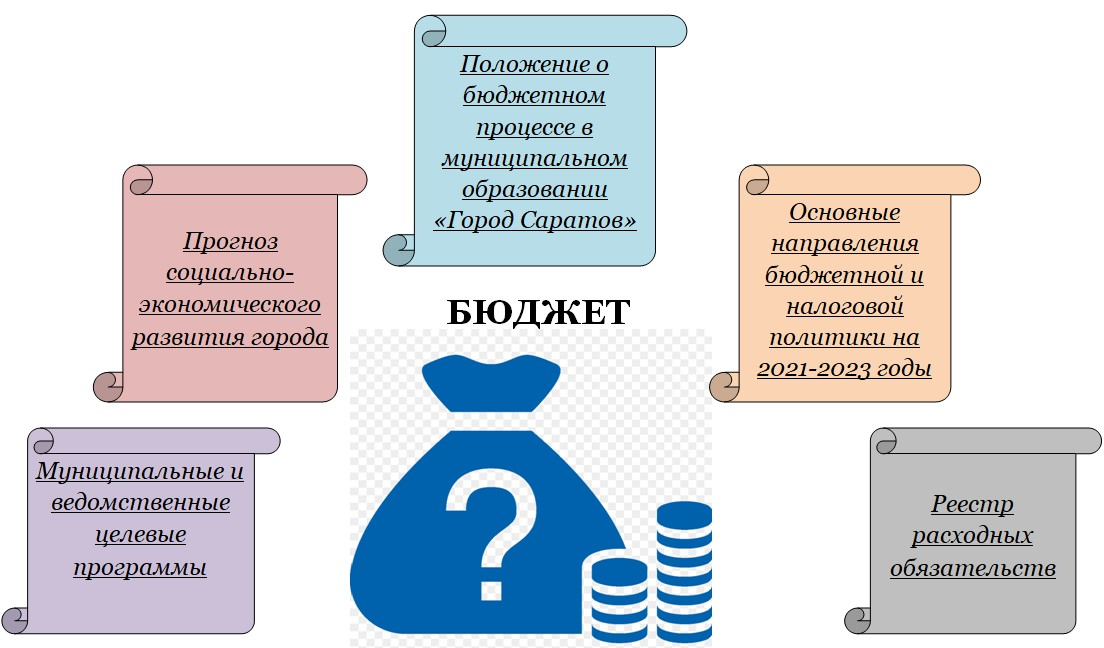 Положение о
бюджетном
процессе в
муниципальном
образовании
«Город Саратов»
Прогноз
социально-
экономического
развития города
Основные
направления
бюджетной и
налоговой
политики на
2021-2023 годы
БЮДЖЕТ
?
Муниципальные и
ведомственные
целевые
программы
Реестр
расходных
обязательств